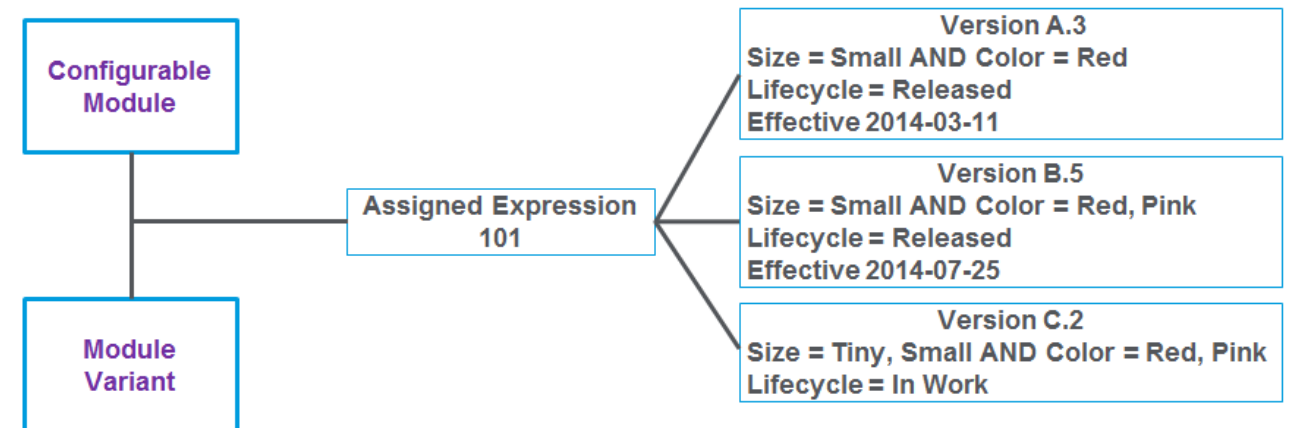 Configurable
Module
Assigned Expression
101
Module
Variant
Version A.3
Size = Small AND Color = Red
Lifecycle = Released
Effective 2014-03-11
Version B.5
Size = Small AND Color = Red, Pink
Lifecycle = Released
Effective 2014-07-25
Version C.2
Size = Tiny, Small AND Color = Red, Pink
Lifecycle = In Work